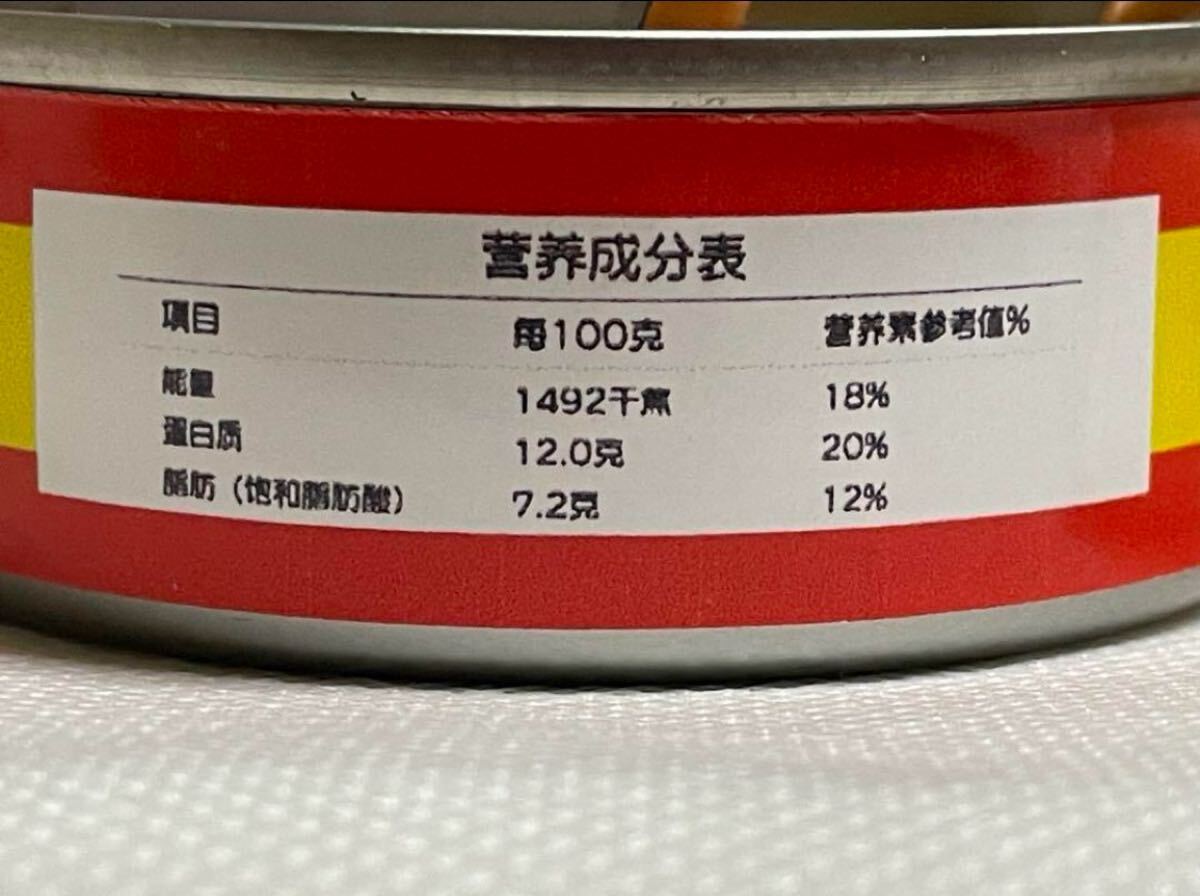 营养成分表
項目 每100克 营养素参考值%
能量 1492千焦 18%
蛋白质 12.0克 20%
脂肪（饱和脂肪酸） 7.2克 12%